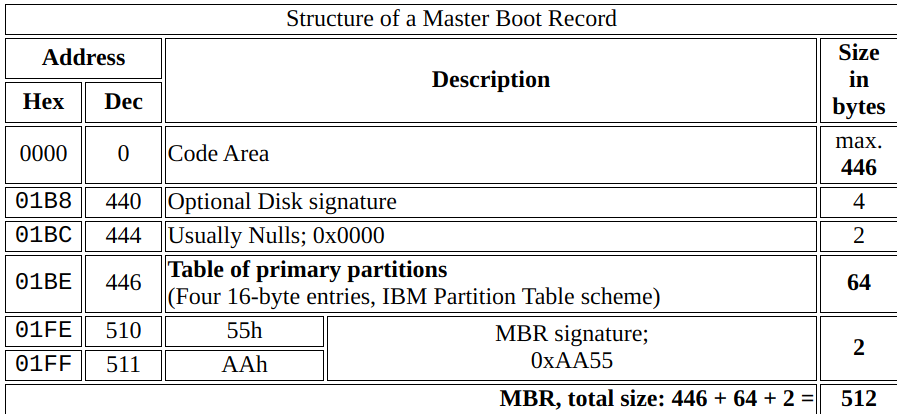 Structure of a Master Boot Record
Address
Description
Size
in
bytes
Hex
Dec
0000 0 Code Area max.
446
01B8 440 Optional Disk signature 4
01BC 444 Usually Nulls; 0x0000 2
01BE 446 Table of primary partitions
(Four 16-byte entries, IBM Partition Table scheme) 64
01FE 510 55h MBR signature;
0xAA55 2
01FF 511 AAh
MBR, total size: 446 + 64 + 2 = 512